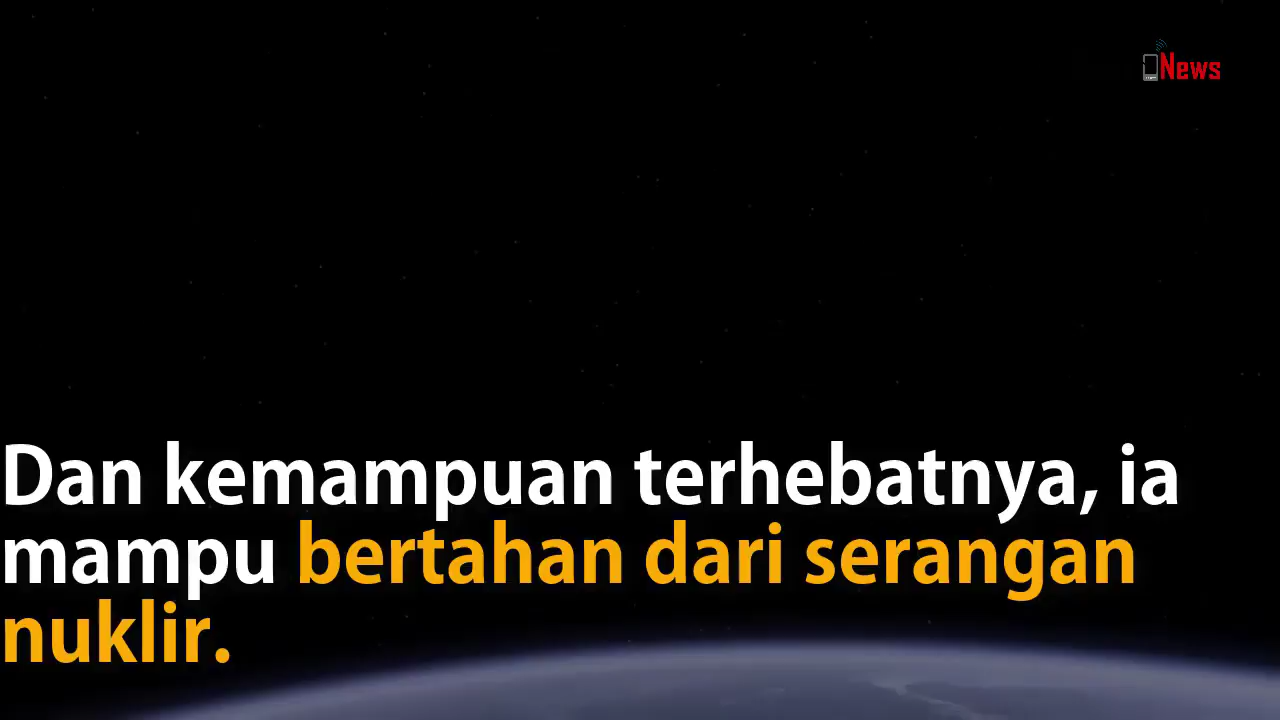 News
Dan kemampuan terhebatnya, ia
mampu bertahan dari serangan
nuklir.